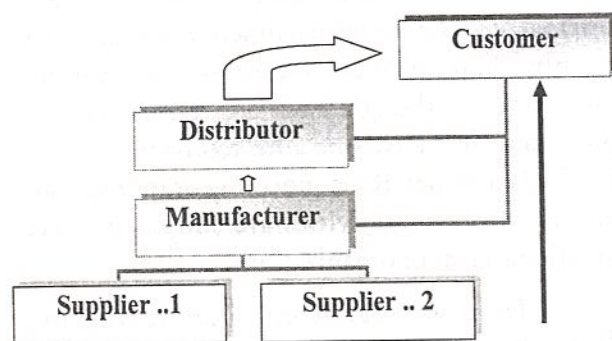 Customer
Distributor
Manufacturer
Supplier ..1
Supplier .. 2